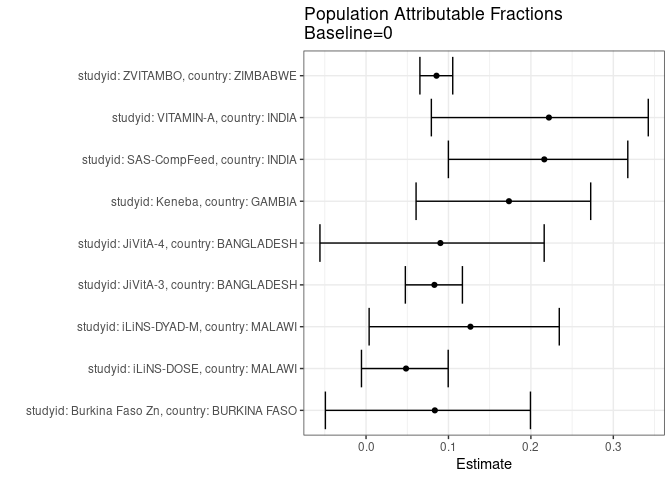 Population Attributable Fractions
Baseline=0
studyid: ZVITAMBO, country: ZIMBABWE
studyid: VITAMIN-A, country: INDIA
studyid: SAS-CompFeed, country: INDIA
studyid: Keneba, country: GAMBIA
studyid: JiVitA-4, country: BANGLADESH
studyid: JiVitA-3, country: BANGLADESH
studyid: iLiNS-DYAD-M, country: MALAWI
studyid: iLiNS-DOSE, country: MALAWI
studyid: Burkina Faso Zn, country: BURKINA FASO
0.0 0.1 0.2 0.3
Estimate